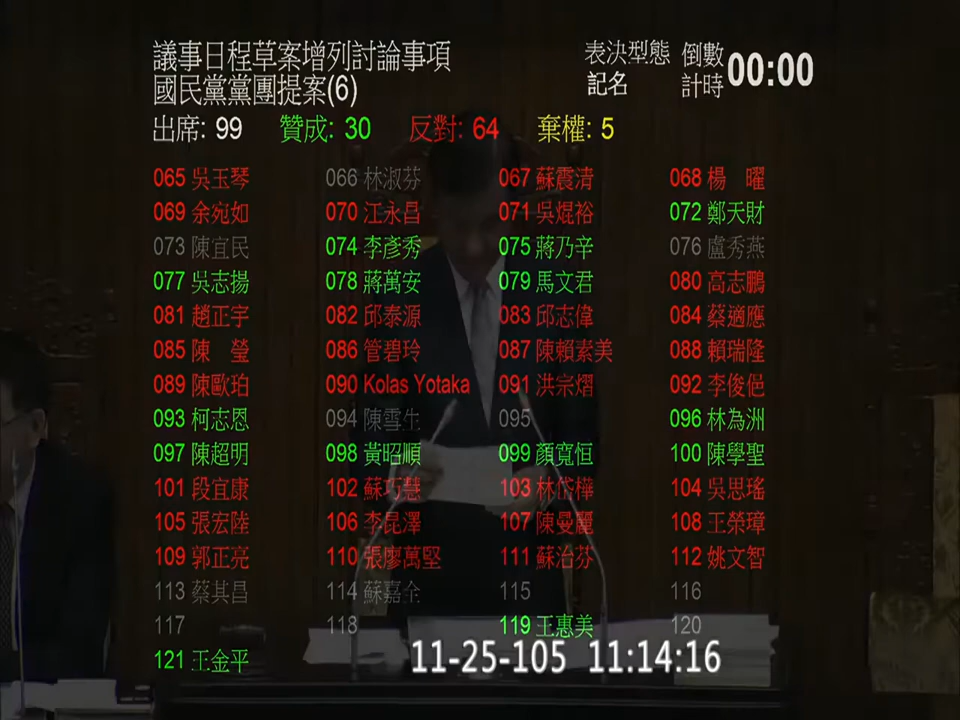 議事日程草案增列討論事項
國民黨黨團提案(6)
表決型態 倒數
記名 計時 00:00
出席: 99 贊成: 30 反對: 64 棄權: 5
065 吳玉琴 066 林淑芬 067 蘇震清 068 楊　曜
069 余宛如 070 江永昌 071 吳焜裕 072 鄭天財
073 陳宜民 074 李彥秀 075 蔣乃辛 076 盧秀燕
077 吳志揚 078 蔣萬安 079 馬文君 080 高志鵬
081 趙正宇 082 邱泰源 083 邱志偉 084 蔡適應
085 陳　瑩 086 管碧玲 087 陳賴素美 088 賴瑞隆
089 陳歐珀 090 Kolas Yotaka 091 洪宗熠 092 李俊俋
093 柯志恩 094 陳雪生 095 096 林為洲
097 陳超明 098 黃昭順 099 顏寬恒 100 陳學聖
101 段宜康 102 蘇巧慧 103 林岱樺 104 吳思瑤
105 張宏陸 106 李昆澤 107 陳曼麗 108 王榮璋
109 郭正亮 110 張廖萬堅 111 蘇治芬 112 姚文智
113 蔡其昌 114 蘇嘉全 115 116
117 118 119 王惠美 120
121 王金平
11-25-105 11:14:16